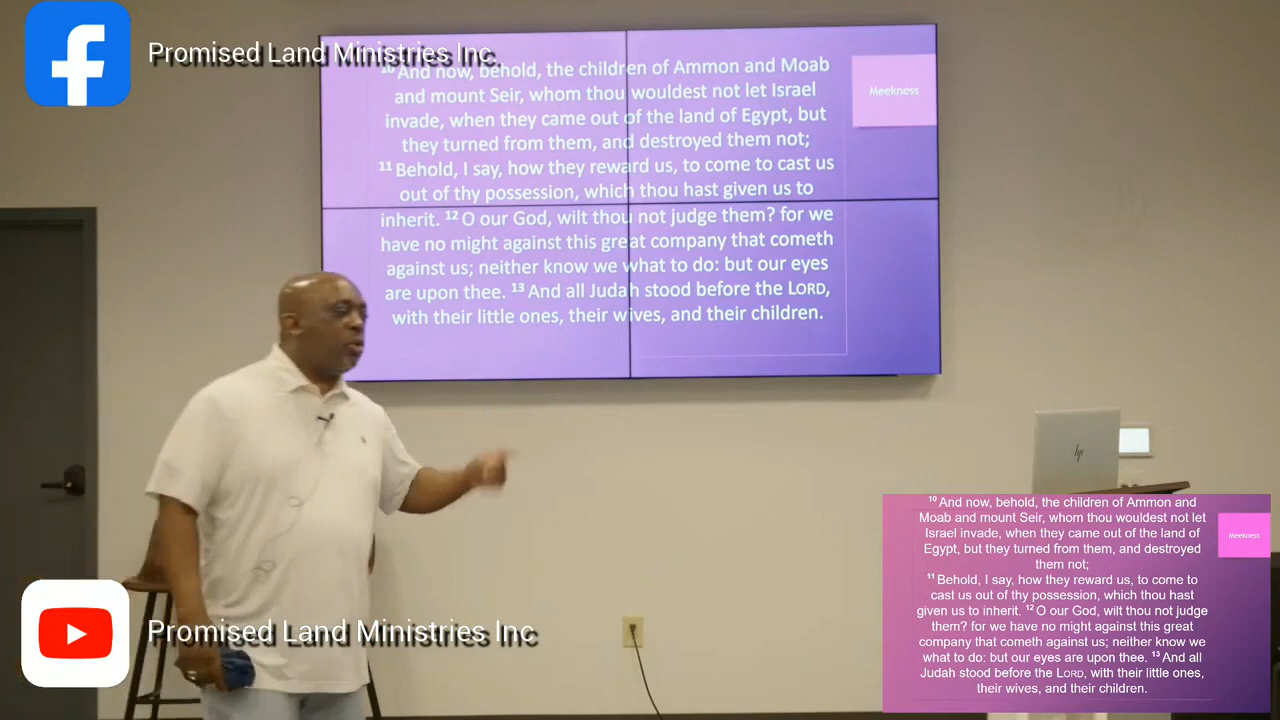 Promised Land Ministries Inc.
10 And now, behold, the children of Ammon and Moab
and mount Seir, whom thou wouldest not let Israel
invade, when they came out of the land of Egypt, but
they turned from them, and destroyed them not;
11 Behold, I say, how they reward us, to come to cast us
out of thy possession, which thou hast given us to
inherit. 12 O our God, wilt thou not judge them? for we
have no might against this great company that cometh
against us; neither know we what to do: but our eyes
are upon thee. 13 And all Judah stood before the LORD,
with their little ones, their wives, and their children.
Meekness
hp
10 And now, behold, the children of Ammon and
Moab and mount Seir, whom thou wouldest not let
Israel invade, when they came out of the land of
Egypt, but they turned from them, and destroyed
them not;
11 Behold, I say, how they reward us, to come to
cast us out of thy possession, which thou hast
given us to inherit. 12 O our God, wilt thou not judge
them? for we have no might against this great
company that cometh against us; neither know we
what to do: but our eyes are upon thee. 13 And all
Judah stood before the LORD, with their little ones,
their wives, and their children.
Meekness
Promised Land Ministries Inc